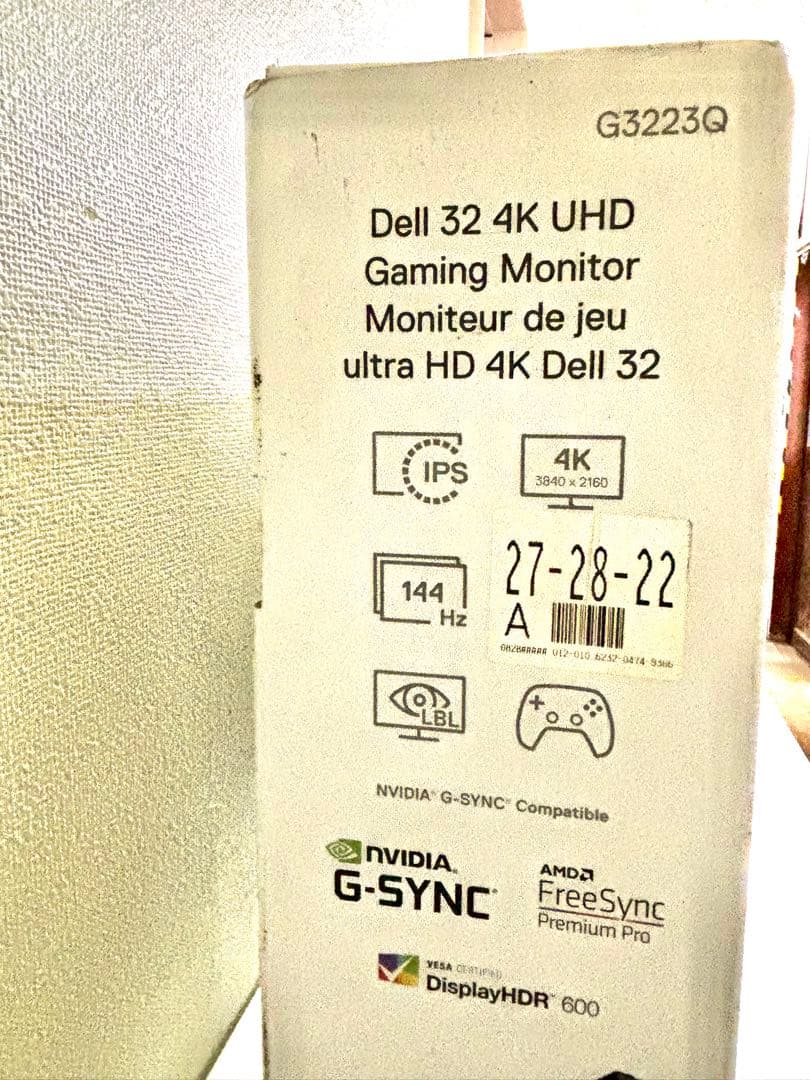 G3223Q
Dell 32 4K UHD
Gaming Monitor
Moniteur de jeu
ultra HD 4K Dell 32
IPS
4K
3840 x 2160
144
Hz
27-28-22
A
LBL
NVIDIA® G-SYNC® Compatible
NVIDIA.
G-SYNC®
AMD
FreeSync
Premium Pro
VESA CERTIFIED
DisplayHDR™ 600